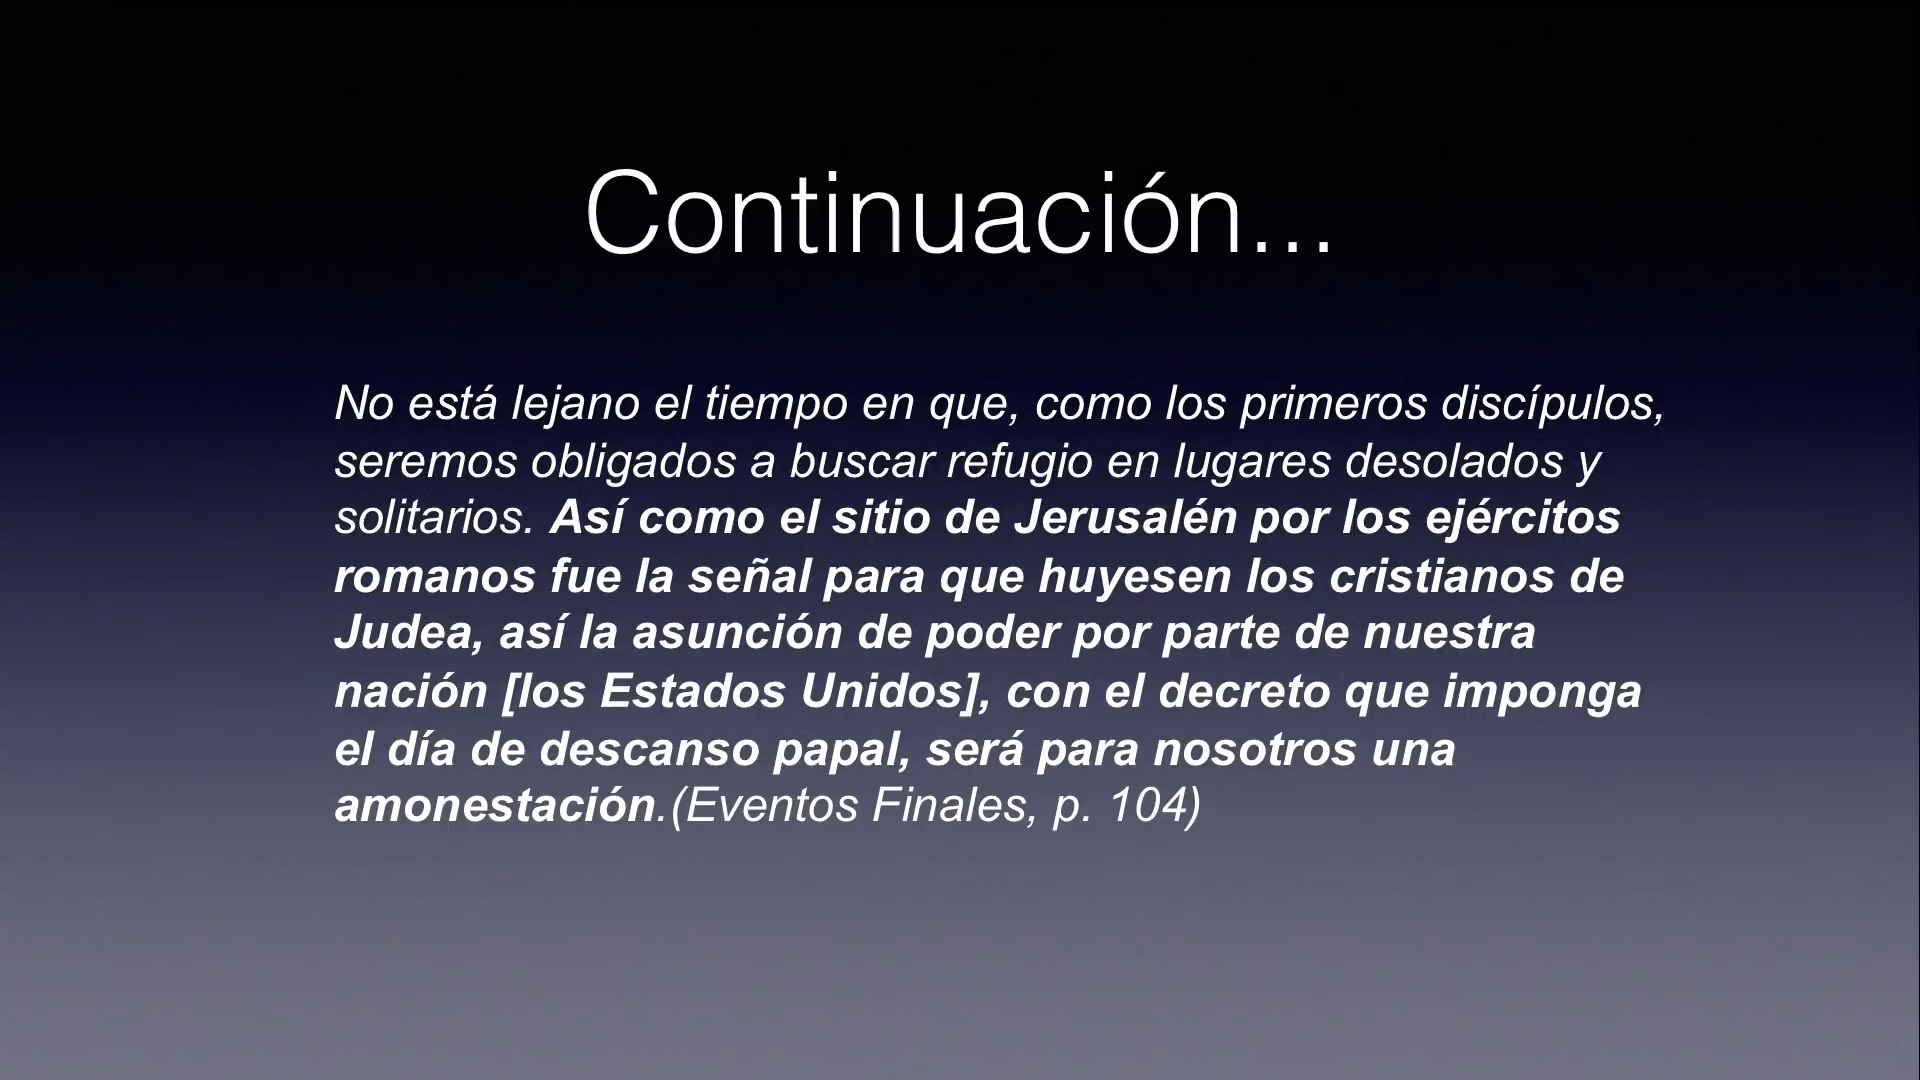 Continuación...
No está lejano el tiempo en que, como los primeros discípulos,
seremos obligados a buscar refugio en lugares desolados y
solitarios. Así como el sitio de Jerusalén por los ejércitos
romanos fue la señal para que huyesen los cristianos de
Judea, así la asunción de poder por parte de nuestra
nación [los Estados Unidos], con el decreto que imponga
el día de descanso papal, será para nosotros una
amonestación.(Eventos Finales, p. 104)